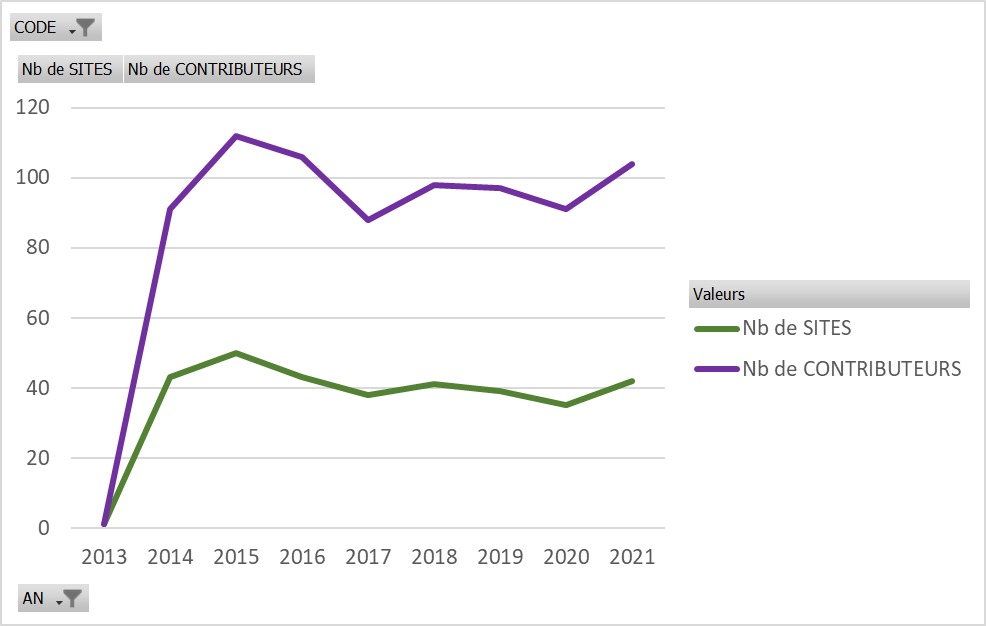 CODE
Nb de SITES Nb de CONTRIBUTEURS
120
100
80
60
40
20
0
2013 2014 2015 2016 2017 2018 2019 2020 2021
Valeurs
Nb de SITES
Nb de CONTRIBUTEURS
AN